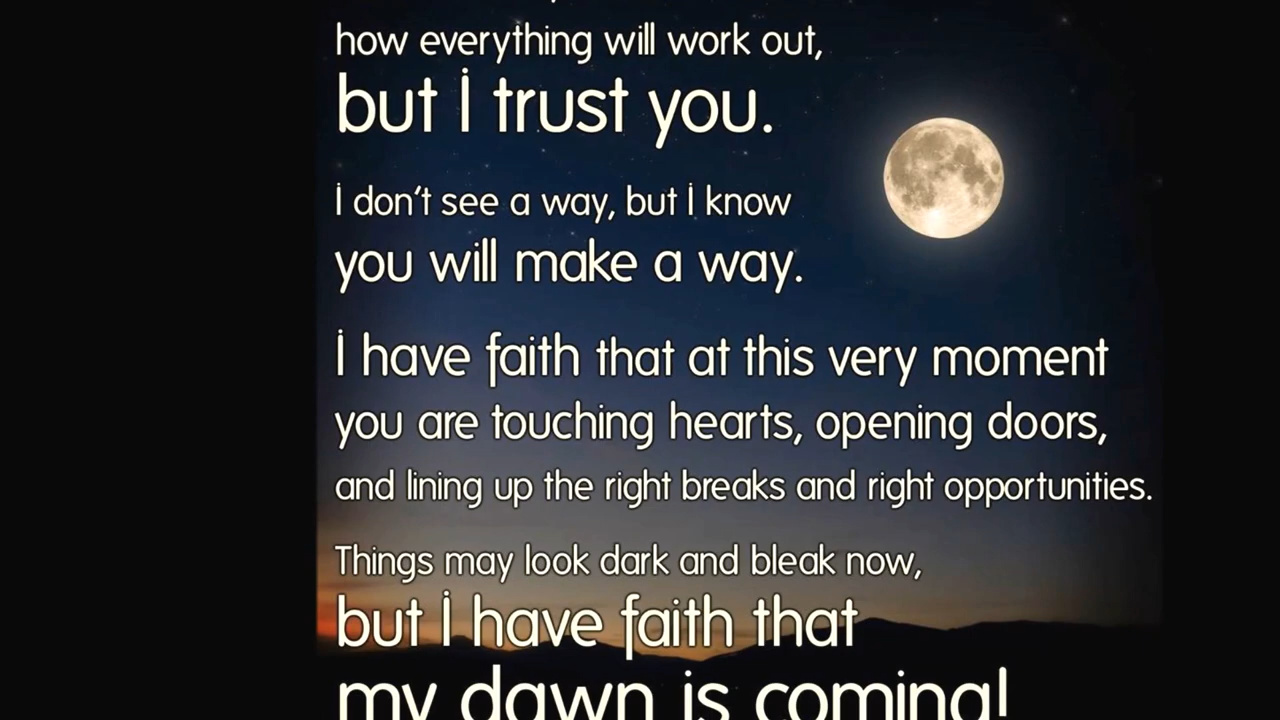 how everything will work out,
but I trust you.
I don't see a way, but I know
you will make a way.
I have faith that at this very moment
you are touching hearts, opening doors,
and lining up the right breaks and right opportunities.
Things may look dark and bleak now,
but I have faith that
my dawn is coming!